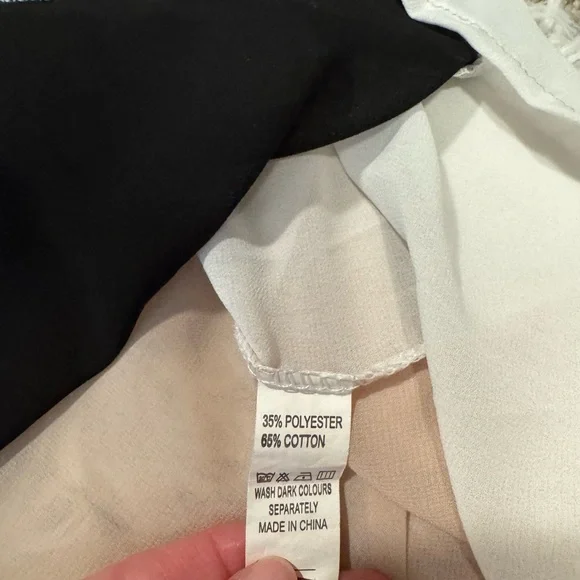 35% POLYESTER
65% COTTON
WASH DARK COLOURS
SEPARATELY
MADE IN CHINA